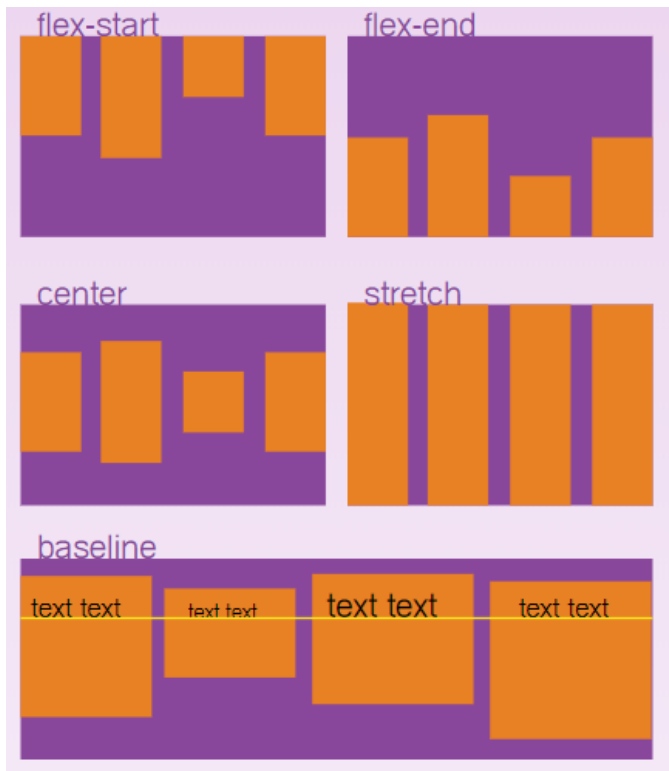 flex-start
flex-end
center
stretch
baseline
text text
text text
text text
text text